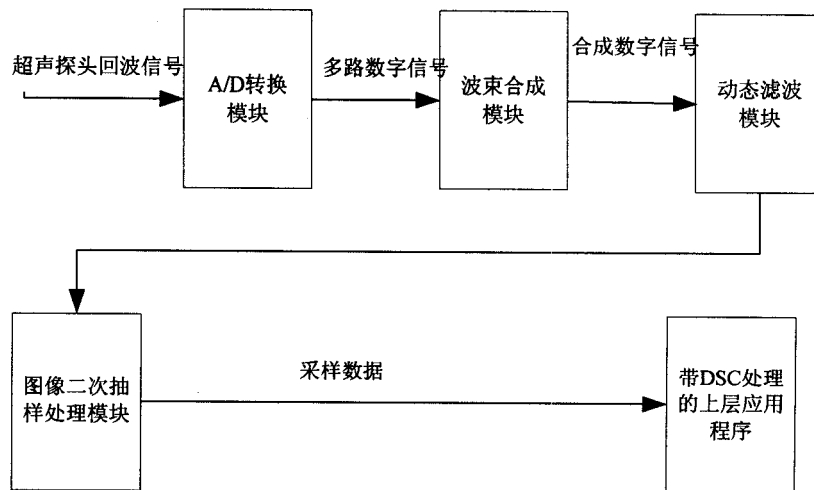 超声探头回波信号
A/D转换
模块
多路数字信号
波束合成
模块
合成数字信号
动态滤波
模块
图像二次抽
样处理模块
采样数据
带DSC处理
的上层应用
程序